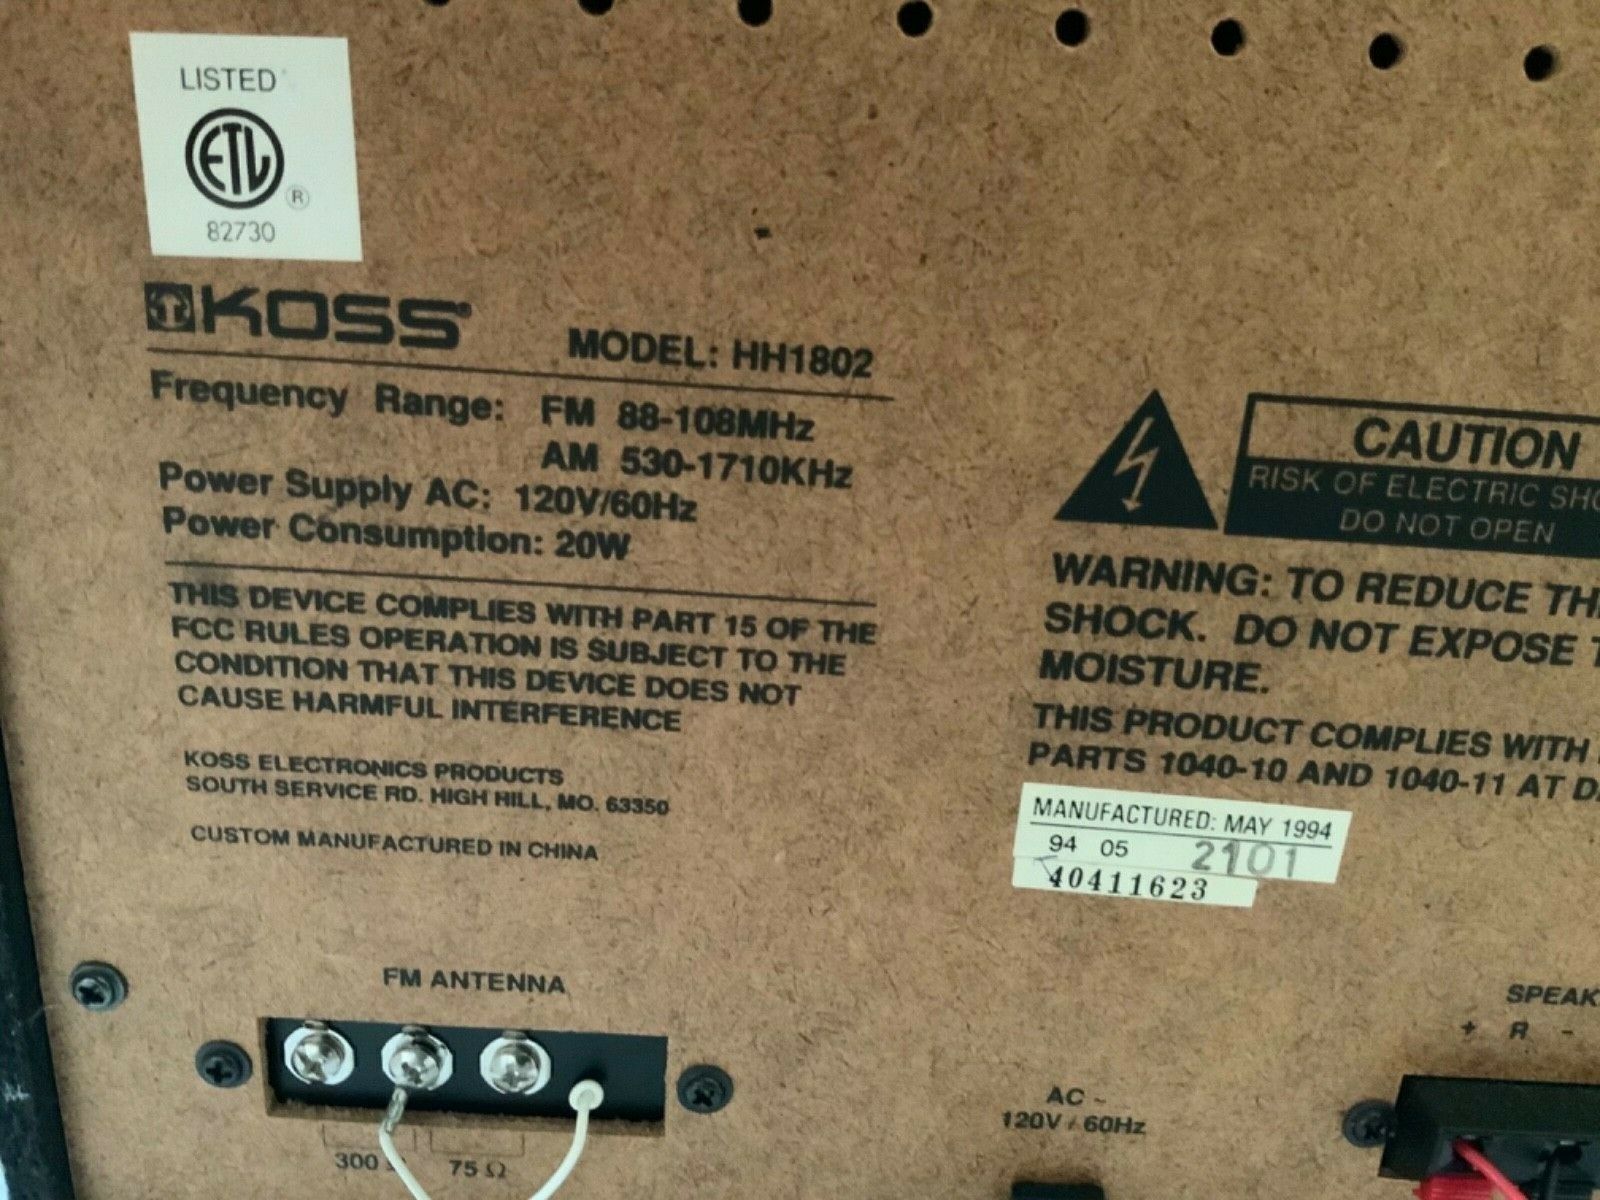 LISTED
ETL
®
82730
KOSS®
MODEL: HH1802
Frequency Range: FM 88-108MHz
AM 530-1710KHz
Power Supply AC: 120V/60Hz
Power Consumption: 20W
THIS DEVICE COMPLIES WITH PART 15 OF THE
FCC RULES OPERATION IS SUBJECT TO THE
CONDITION THAT THIS DEVICE DOES NOT
CAUSE HARMFUL INTERFERENCE
KOSS ELECTRONICS PRODUCTS
SOUTH SERVICE RD. HIGH HILL, MO. 63350
CUSTOM MANUFACTURED IN CHINA
FM ANTENNA
300
75 Ω
CAUTION
RISK OF ELECTRIC SHO
DO NOT OPEN
WARNING: TO REDUCE TH
SHOCK. DO NOT EXPOSE T
MOISTURE.
THIS PRODUCT COMPLIES WITH
PARTS 1040-10 AND 1040-11 AT D
MANUFACTURED: MAY 1994
94 05 2101
40411623
SPEAK
+ R -
AC ~
120V / 60Hz